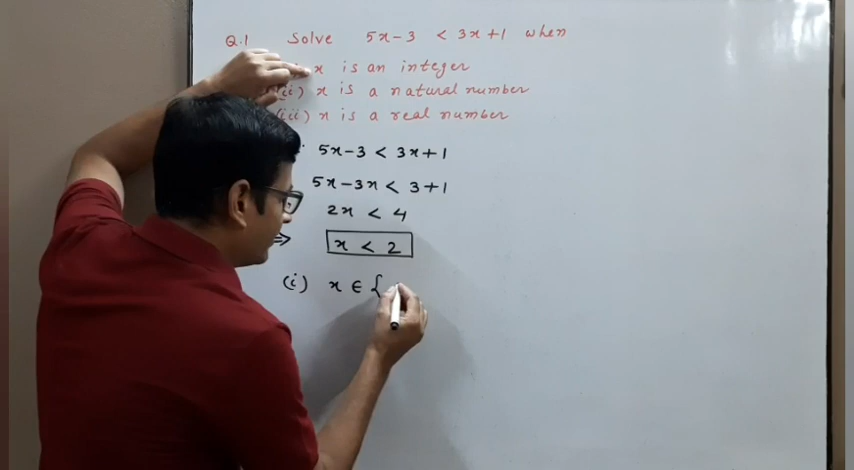 Q.1 Solve 5x-3 < 3x+1 when
x is an integer
(ii) x is a natural number
(iii) x is a real number
5x-3 < 3x+1
5x-3x < 3+1
2x < 4
⇒ x < 2
(i) x ∈ {